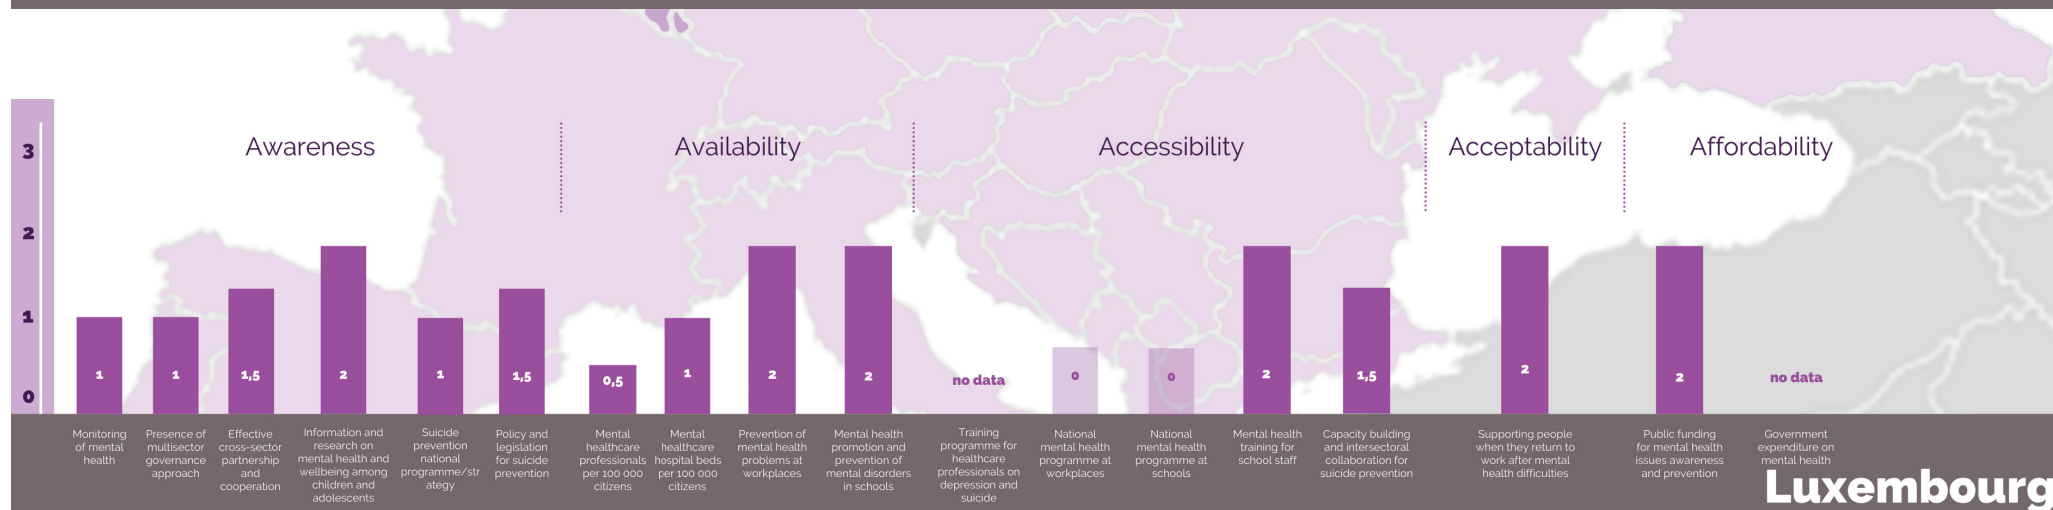 Awareness
Availability
Accessibility
Acceptability
Affordability
3
2
1
0
1
1
1,5
2
1
1,5
0,5
1
2
2
no data
0
0
2
1,5
2
2
no data
Monitoring
of mental
health
Presence of
multisector
governance
approach
Effective
cross-sector
partnership
and
cooperation
Information and
research on
mental health and
wellbeing among
children and
adolescents
Suicide
prevention
national
programme/str
ategy
Policy and
legislation
for suicide
prevention
Mental
healthcare
professionals
per 100 000
citizens
Mental
healthcare
hospital beds
per 100 000
citizens
Prevention of
mental health
problems at
workplaces
Mental health
promotion and
prevention of
mental disorders
in schools
Training
programme for
healthcare
professionals on
depression and
suicide
National
mental health
programme at
workplaces
National
mental health
programme at
schools
Mental health
training for
school staff
Capacity building
and intersectoral
collaboration for
suicide prevention
Supporting people
when they return to
work after mental
health difficulties
Public funding
for mental health
issues awareness
and prevention
Government
expenditure on
mental health
Luxembourg